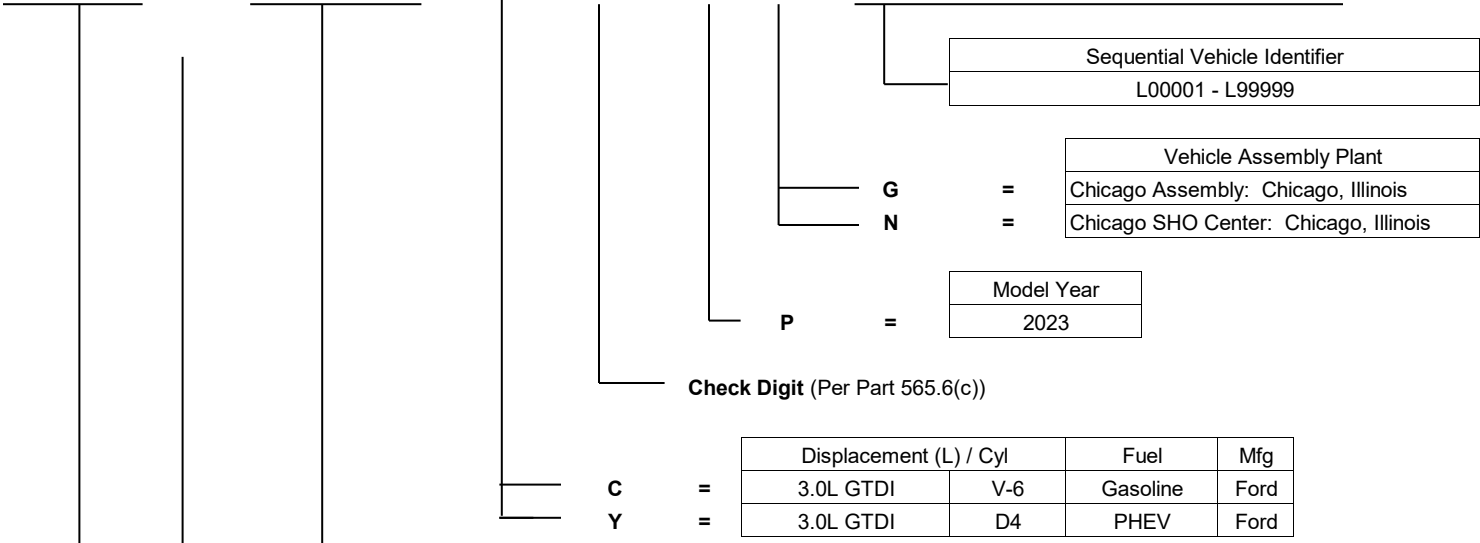 Sequential Vehicle Identifier
L00001 - L99999
Vehicle Assembly Plant
G = Chicago Assembly: Chicago, Illinois
N = Chicago SHO Center: Chicago, Illinois
Model Year
P = 2023
Check Digit (Per Part 565.6(c))
Displacement (L) / Cyl Fuel Mfg
C = 3.0L GTDI V-6 Gasoline Ford
Y = 3.0L GTDI D4 PHEV Ford